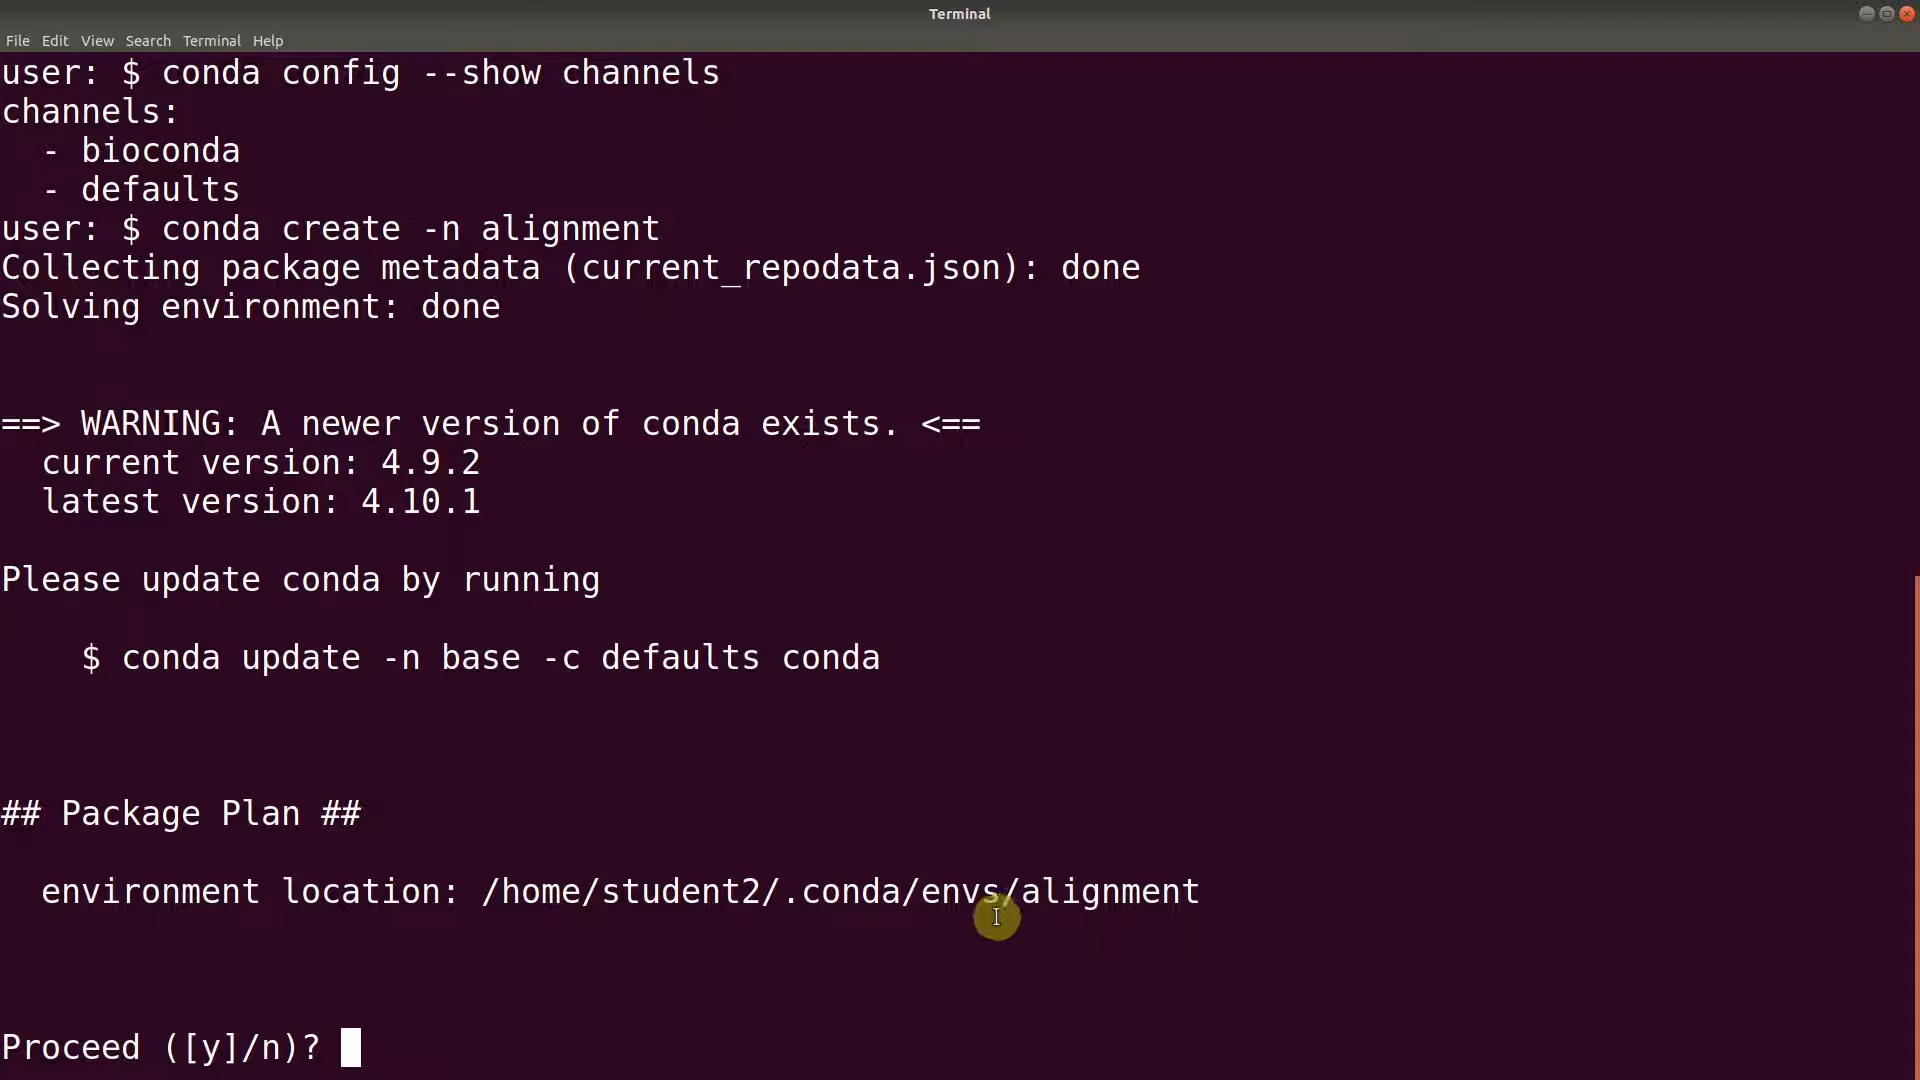 Terminal
File Edit View Search Terminal Help
user: $ conda config --show channels
channels:
  - bioconda
  - defaults
user: $ conda create -n alignment
Collecting package metadata (current_repodata.json): done
Solving environment: done
==> WARNING: A newer version of conda exists. <==
  current version: 4.9.2
  latest version: 4.10.1
Please update conda by running
    $ conda update -n base -c defaults conda
## Package Plan ##
  environment location: /home/student2/.conda/envs/alignment
Proceed ([y]/n)?